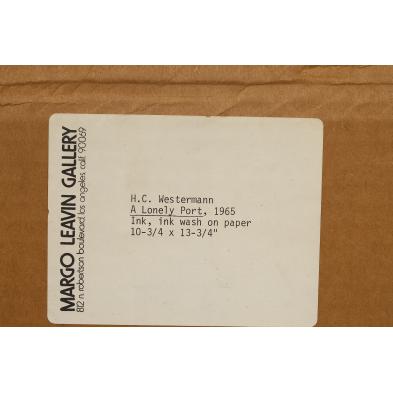 MARGO LEAVIN GALLERY
812 n. robertson boulevard, los angeles, calif. 90069
H.C. Westermann
A Lonely Port, 1965
Ink, ink wash on paper
10-3/4 x 13-3/4"